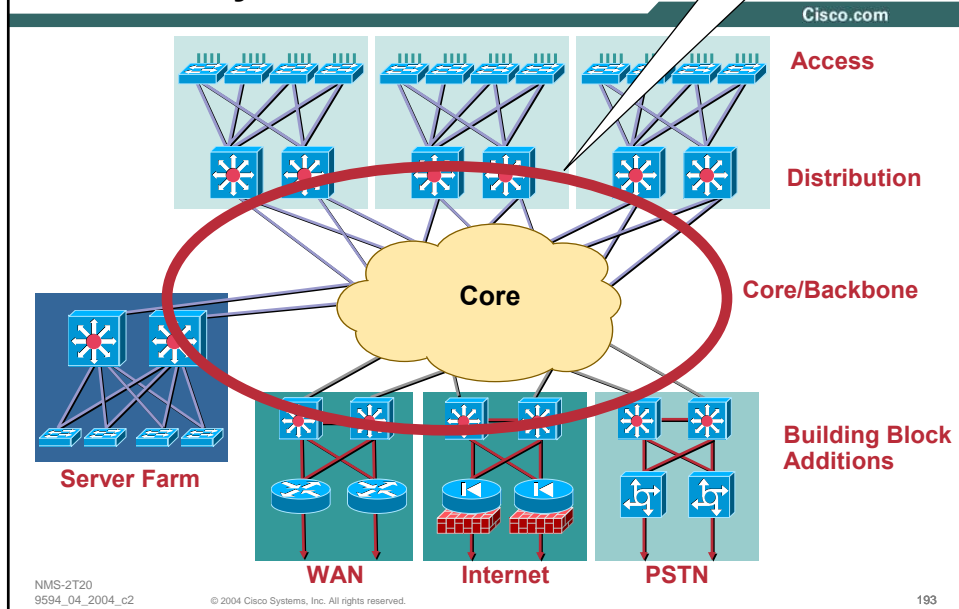 Cisco.com
Access
Distribution
Core
Core/Backbone
Server Farm
Building Block
Additions
WAN
Internet
PSTN
NMS-2T20
9594_04_2004_c2
© 2004 Cisco Systems, Inc. All rights reserved.
193